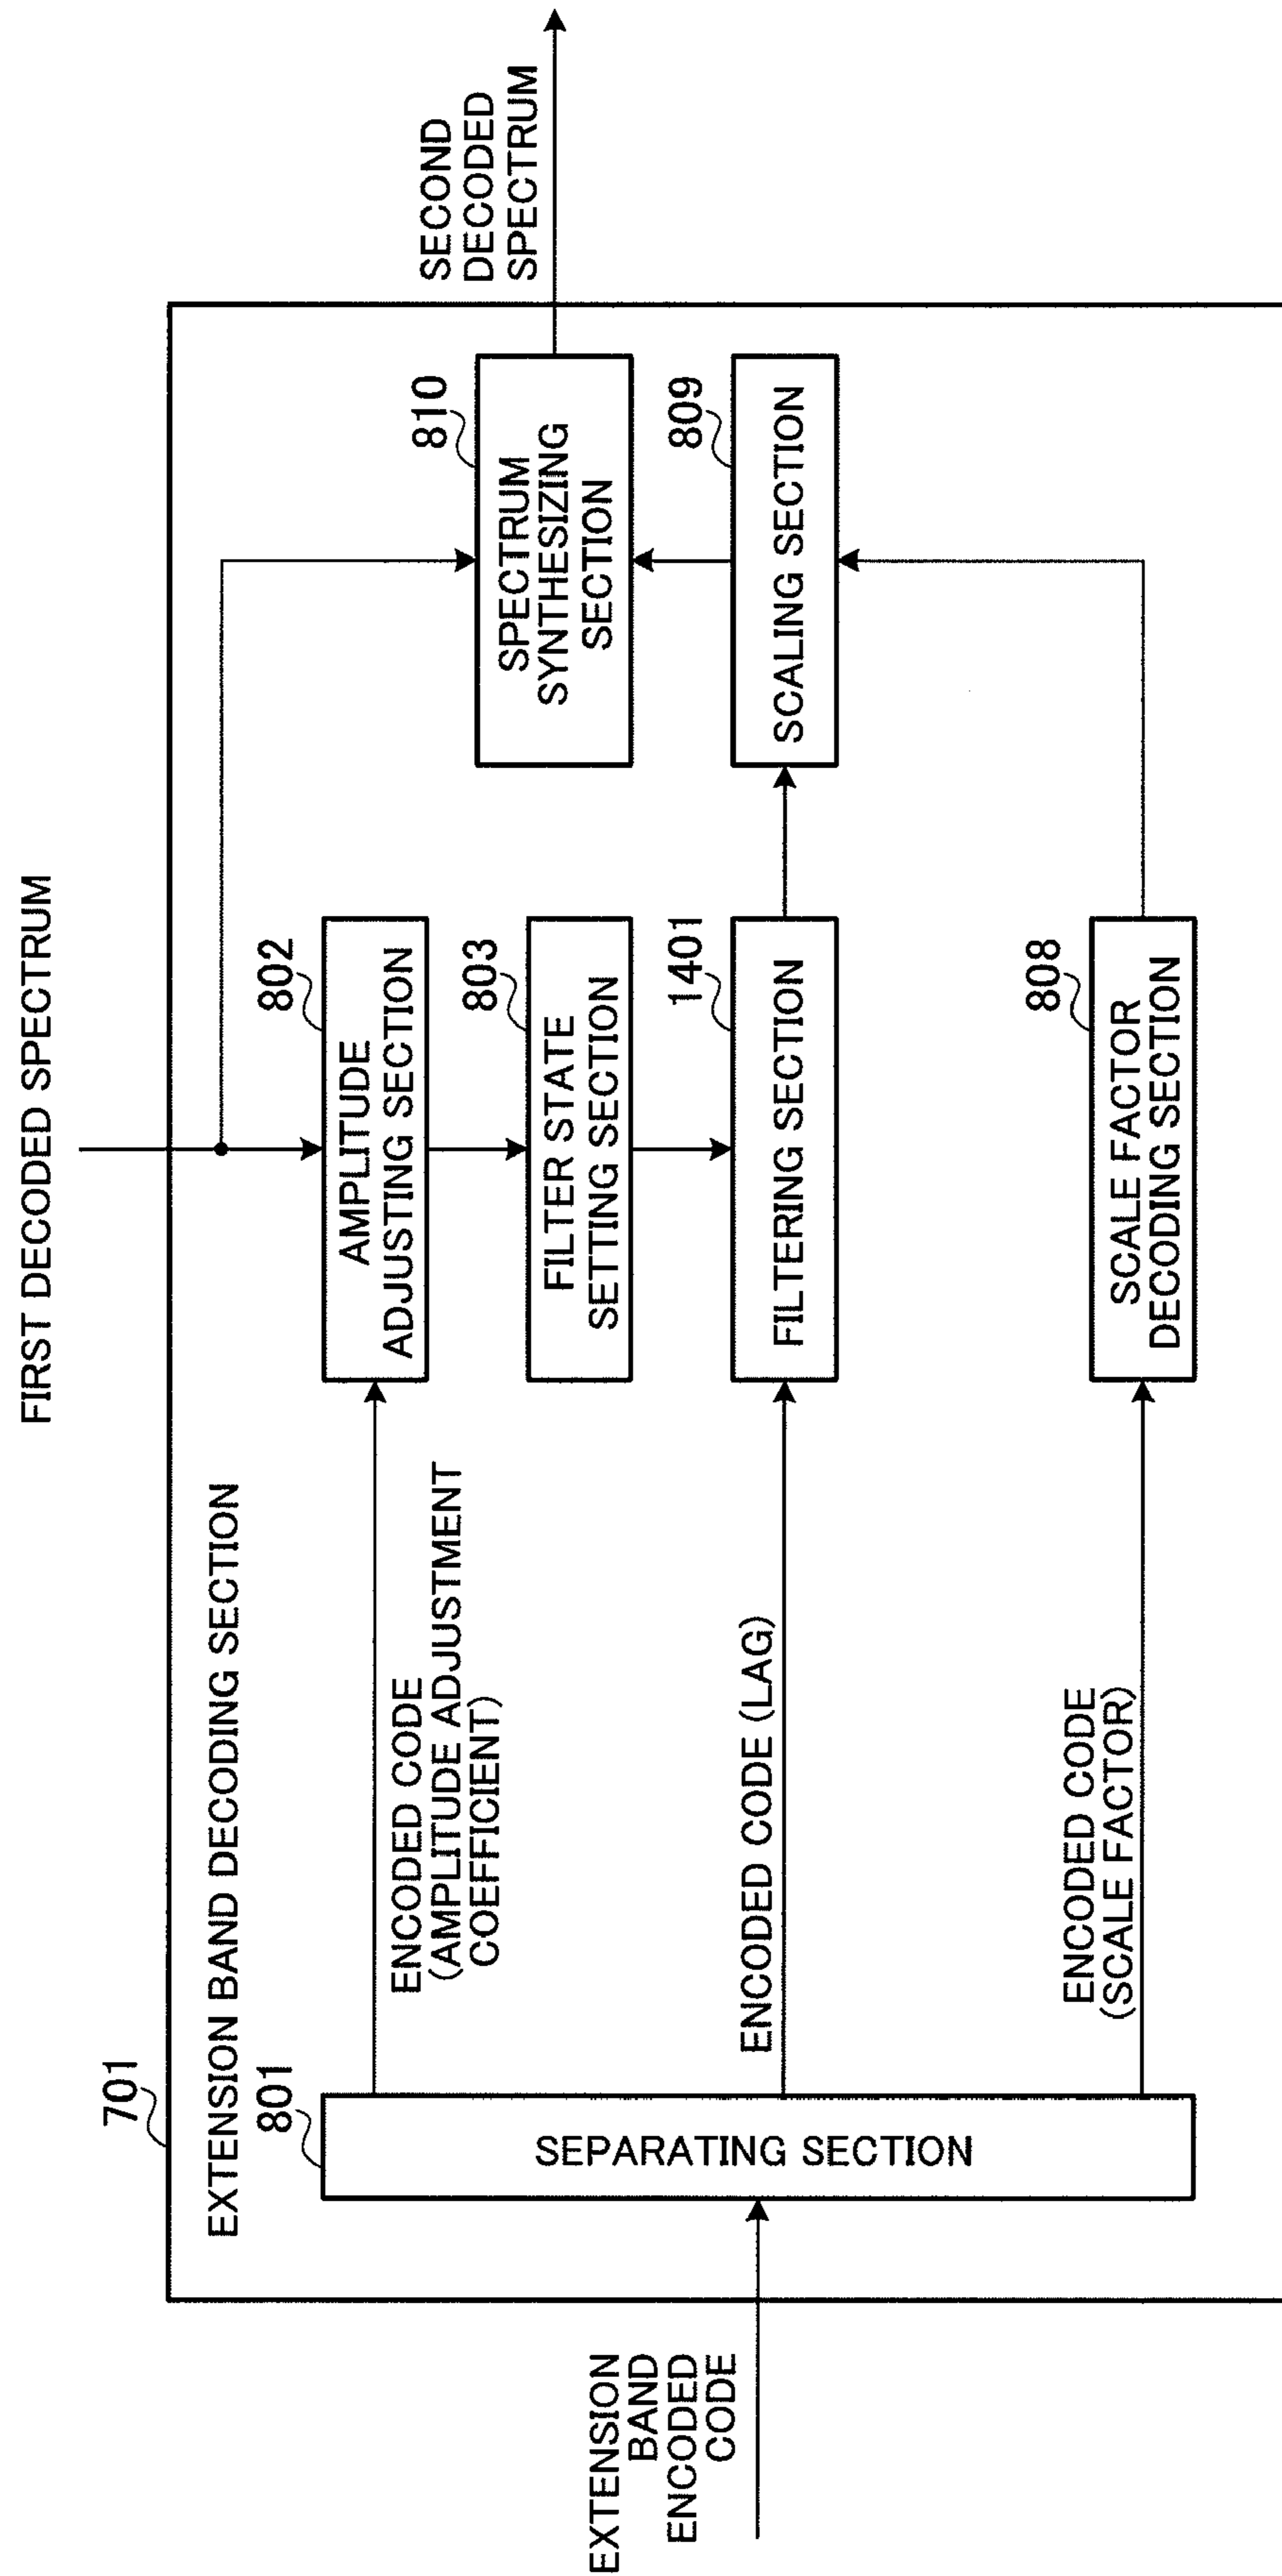 FIRST DECODED SPECTRUM
701
EXTENSION BAND DECODING SECTION
801
SEPARATING SECTION
EXTENSION
BAND
ENCODED
CODE
ENCODED CODE
(AMPLITUDE ADJUSTMENT
COEFFICIENT)
802
AMPLITUDE
ADJUSTING SECTION
803
FILTER STATE
SETTING SECTION
ENCODED CODE (LAG)
1401
FILTERING SECTION
ENCODED CODE
(SCALE FACTOR)
808
SCALE FACTOR
DECODING SECTION
810
SPECTRUM
SYNTHESIZING
SECTION
809
SCALING SECTION
SECOND
DECODED
SPECTRUM